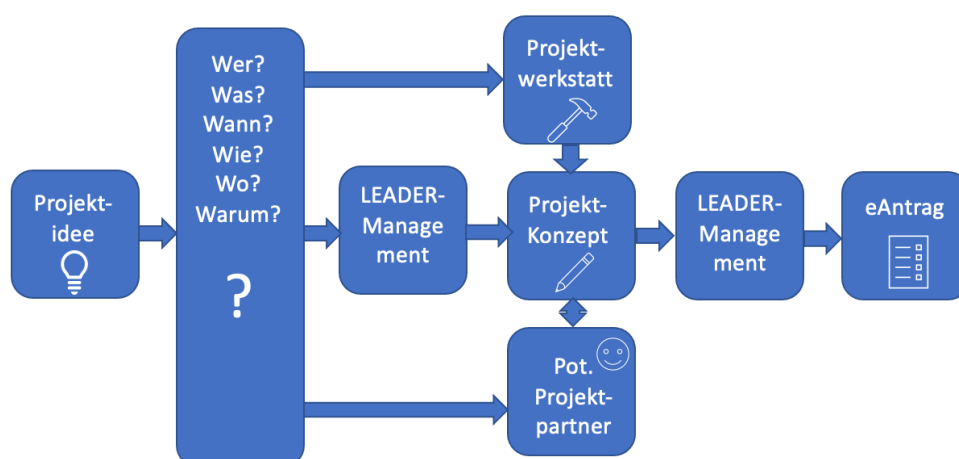 Projekt-
idee
Wer?
Was?
Wann?
Wie?
Wo?
Warum?
?
Projekt-
werkstatt
LEADER-
Manage
ment
Projekt-
Konzept
Pot.
Projekt-
partner
LEADER-
Manage
ment
eAntrag